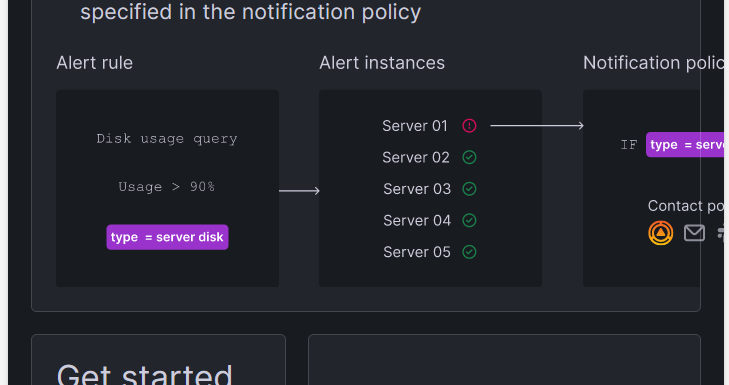 specified in the notification policy
Alert rule
Disk usage query
Usage > 90%
type = server disk
Alert instances
Server 01
Server 02
Server 03
Server 04
Server 05
Notification polic
IF type = serv
Contact po
Get started